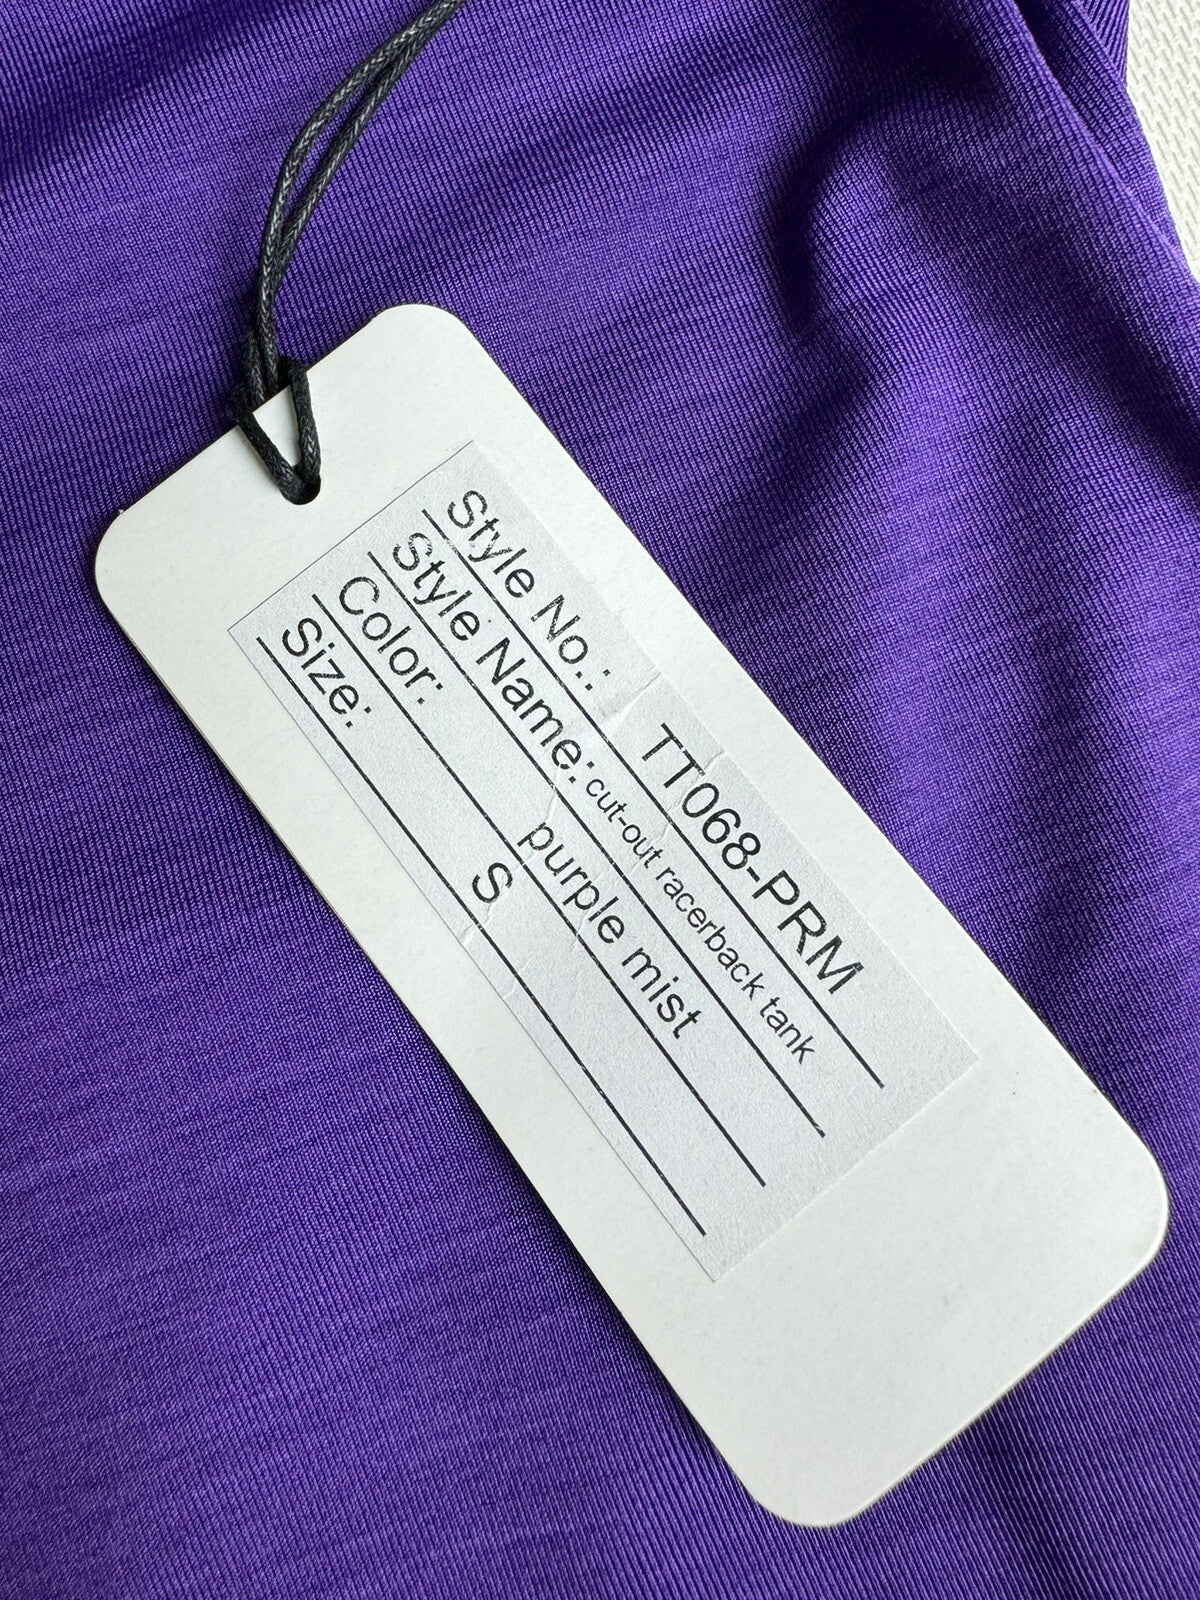 Style No.: TT068-PRM
Style Name: cut-out racerback tank
Color: purple mist
Size: S